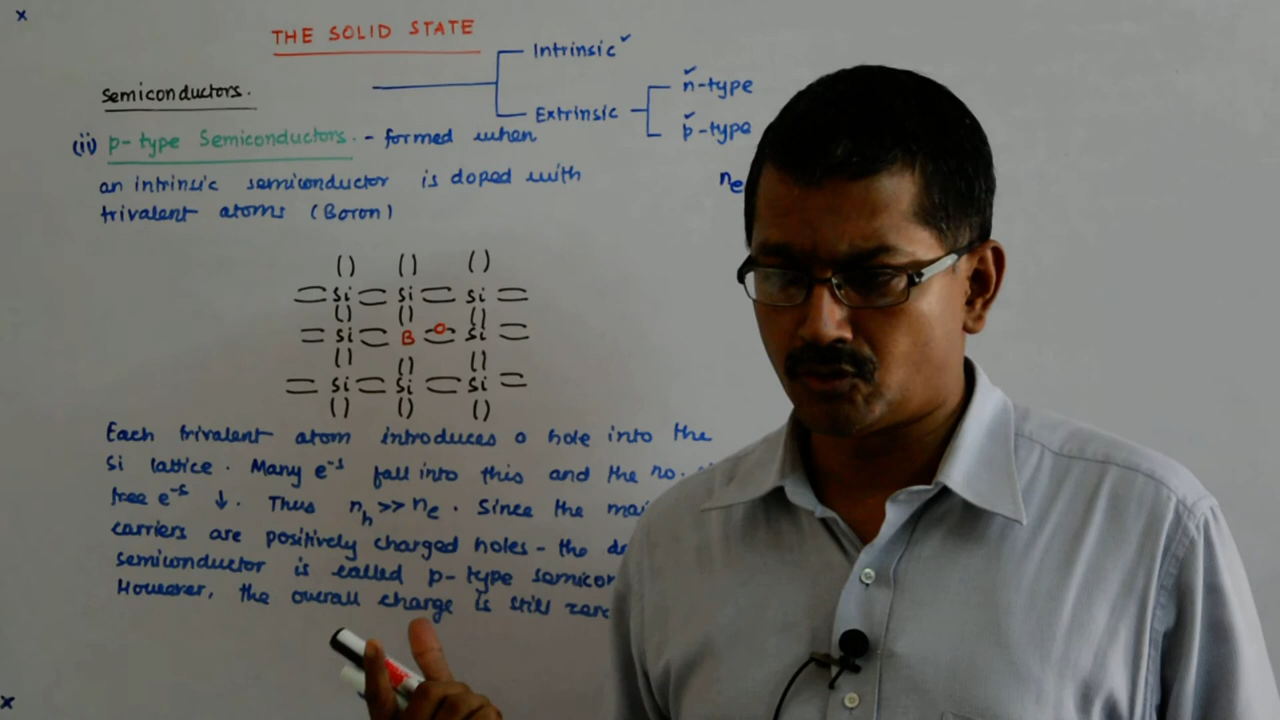 x
THE SOLID STATE
Intrinsic ✓
Semiconductors.
n-type
Extrinsic
p-type
(ii) p-type Semiconductors. - formed when
an intrinsic semiconductor is doped with
ne
trivalent atoms (Boron)
() () ()
Si Si Si
() () ()
Si B o Si
() () ()
Si Si Si
() () ()
Each trivalent atom introduces a hole into the
Si lattice. Many e-s fall into this and the no.
free e-s ↓. Thus nh >> ne. Since the
carriers are positively charged holes - the
semiconductor is called p-type
However, the overall charge is still
x